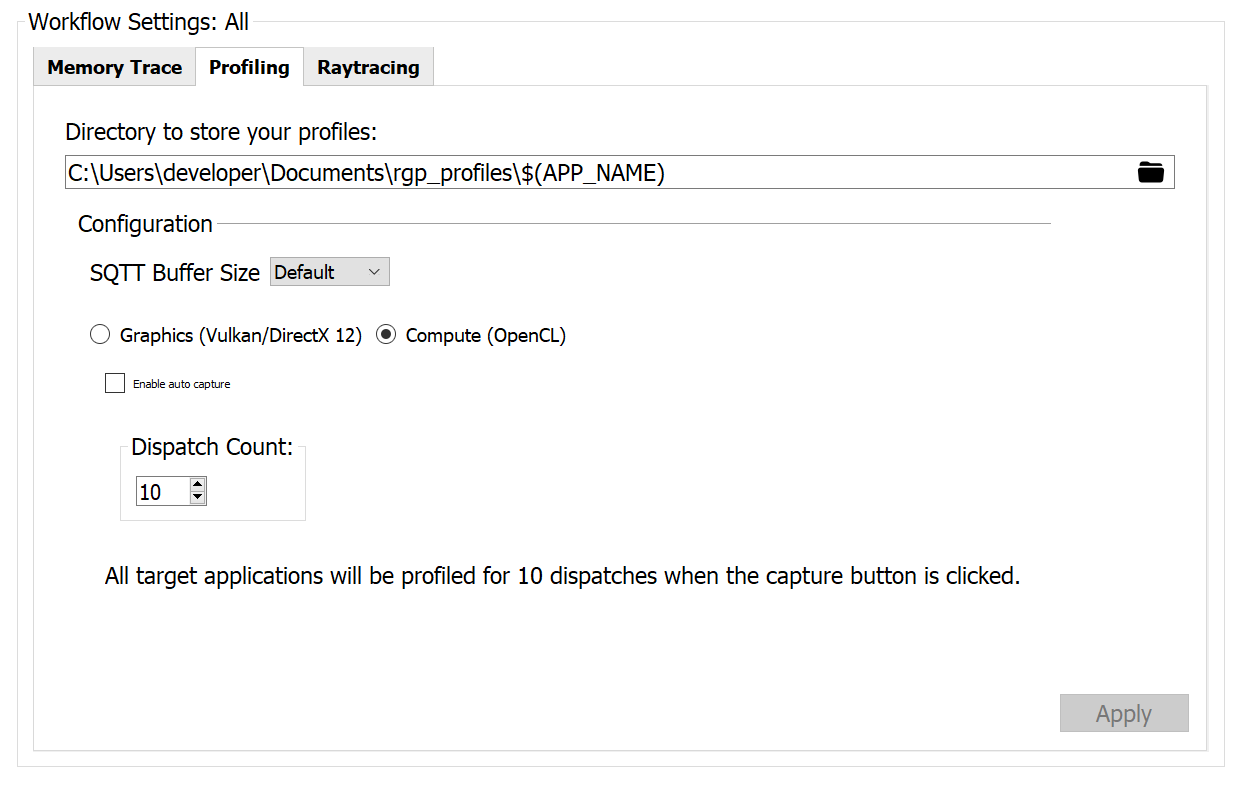 Workflow Settings: All
Memory Trace Profiling Raytracing
Directory to store your profiles:
C:\Users\developer\Documents\rgp_profiles\$(APP_NAME)
Configuration
SQTT Buffer Size Default
Graphics (Vulkan/DirectX 12) Compute (OpenCL)
Enable auto capture
Dispatch Count:
10
All target applications will be profiled for 10 dispatches when the capture button is clicked.
Apply